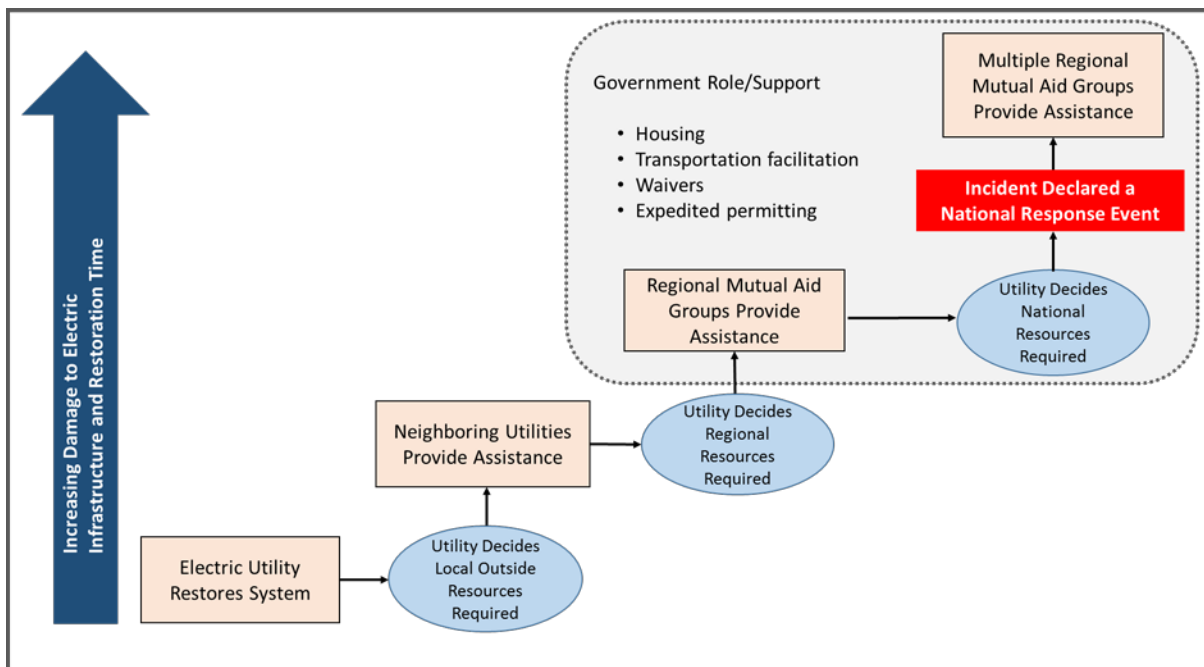 Increasing Damage to Electric
Infrastructure and Restoration Time
Government Role/Support
• Housing
• Transportation facilitation
• Waivers
• Expedited permitting
Multiple Regional
Mutual Aid Groups
Provide Assistance
Incident Declared a
National Response Event
Utility Decides
National
Resources
Required
Regional Mutual Aid
Groups Provide
Assistance
Utility Decides
Regional
Resources
Required
Neighboring Utilities
Provide Assistance
Utility Decides
Local Outside
Resources
Required
Electric Utility
Restores System